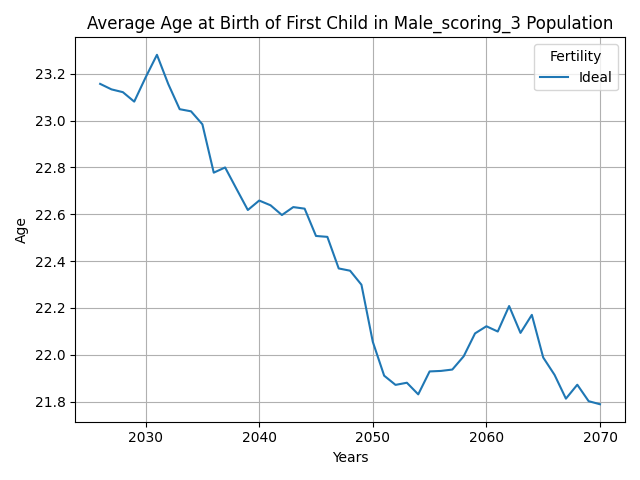 Average Age at Birth of First Child in Male_scoring_3 Population
Fertility
Ideal
Age
23.2
23.0
22.8
22.6
22.4
22.2
22.0
21.8
2030 2040 2050 2060 2070
Years